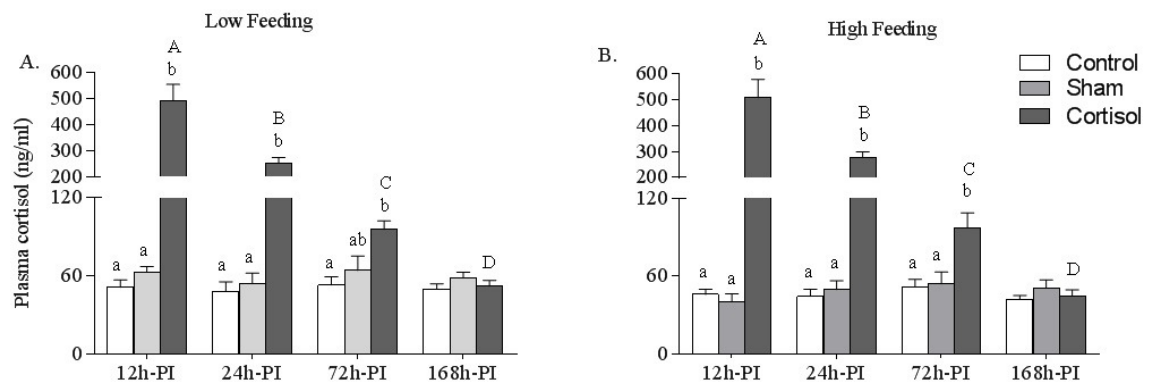 Low Feeding
A.
Plasma cortisol (ng/ml)
600
500
400
300
200
120
60
0
a a b A
a a b B
a ab b C
D
12h-PI 24h-PI 72h-PI 168h-PI
High Feeding
B.
600
500
400
300
200
120
60
0
a a b A
a a b B
a a b C
D
12h-PI 24h-PI 72h-PI 168h-PI
Control
Sham
Cortisol